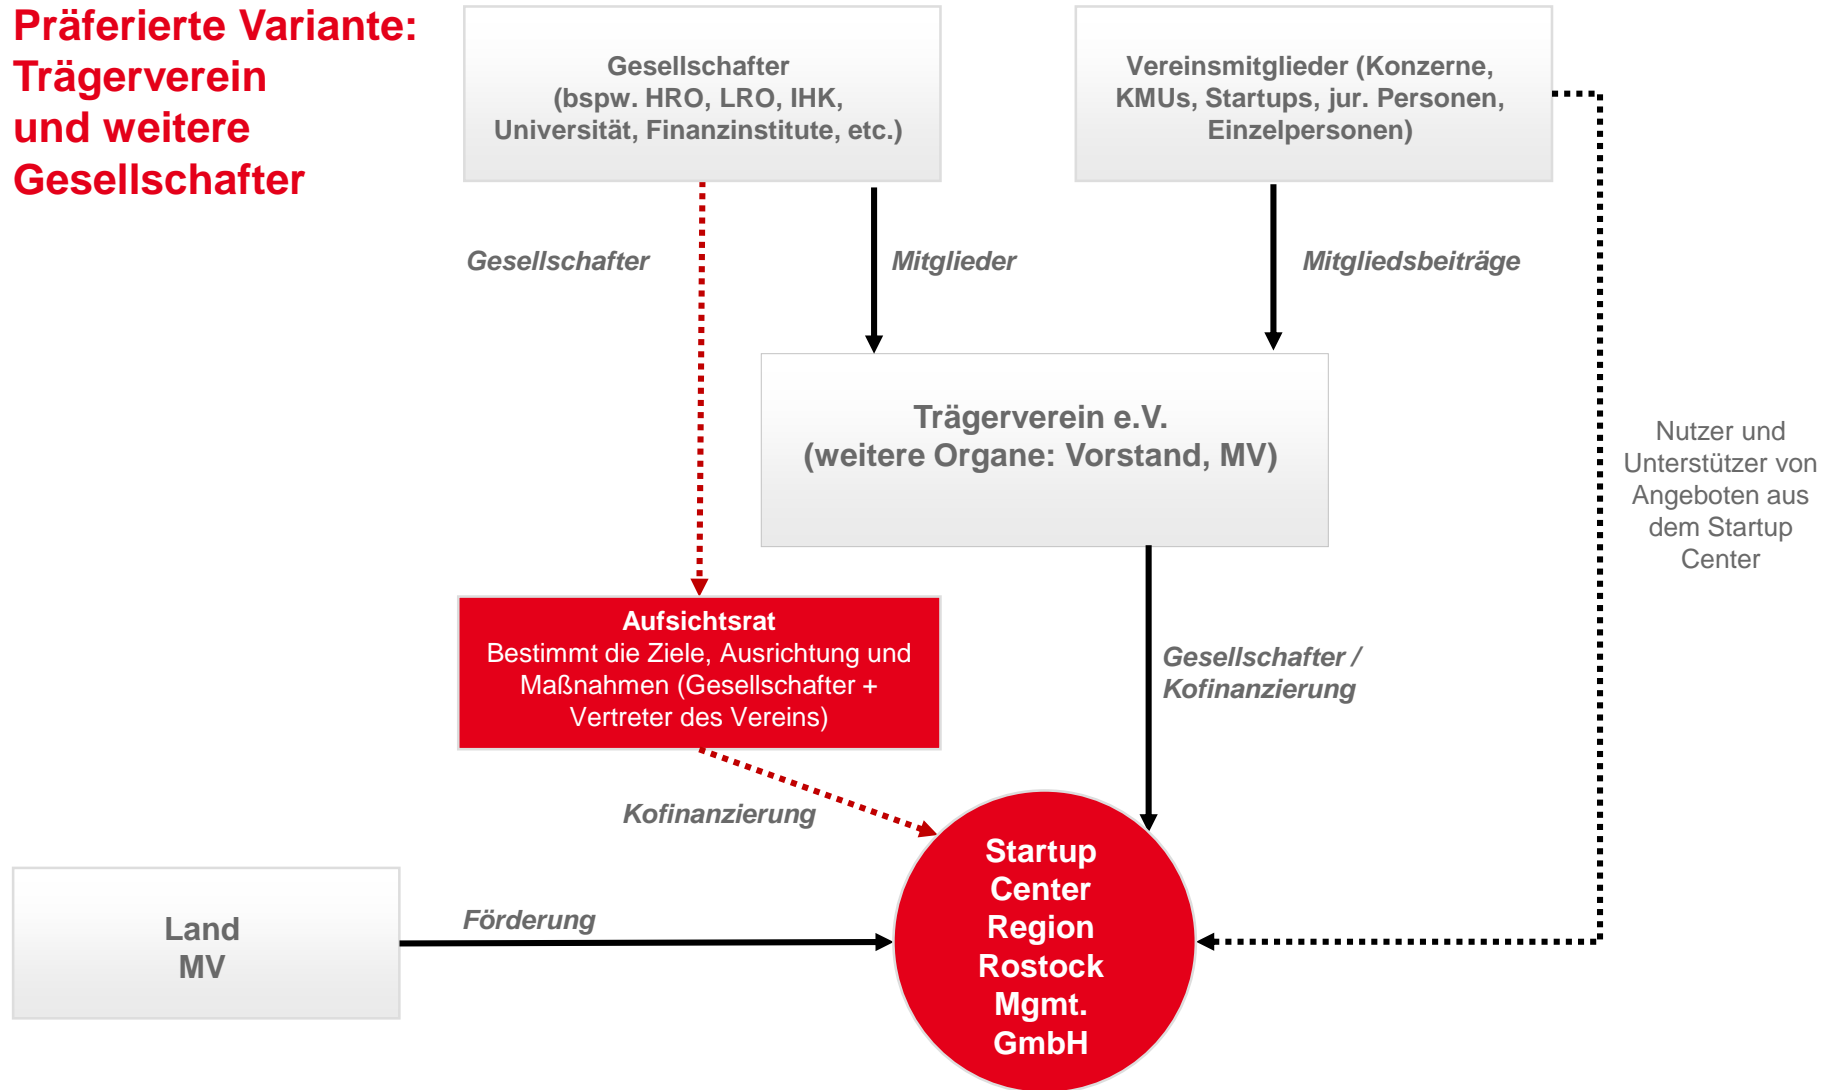 Präferierte Variante:
Trägerverein
und weitere
Gesellschafter
Gesellschafter
(bspw. HRO, LRO, IHK,
Universität, Finanzinstitute, etc.)
Vereinsmitglieder (Konzerne,
KMUs, Startups, jur. Personen,
Einzelpersonen)
Gesellschafter
Mitglieder
Mitgliedsbeiträge
Trägerverein e.V.
(weitere Organe: Vorstand, MV)
Nutzer und
Unterstützer von
Angeboten aus
dem Startup
Center
Aufsichtsrat
Bestimmt die Ziele, Ausrichtung und
Maßnahmen (Gesellschafter +
Vertreter des Vereins)
Gesellschafter /
Kofinanzierung
Kofinanzierung
Land
MV
Förderung
Startup
Center
Region
Rostock
Mgmt.
GmbH